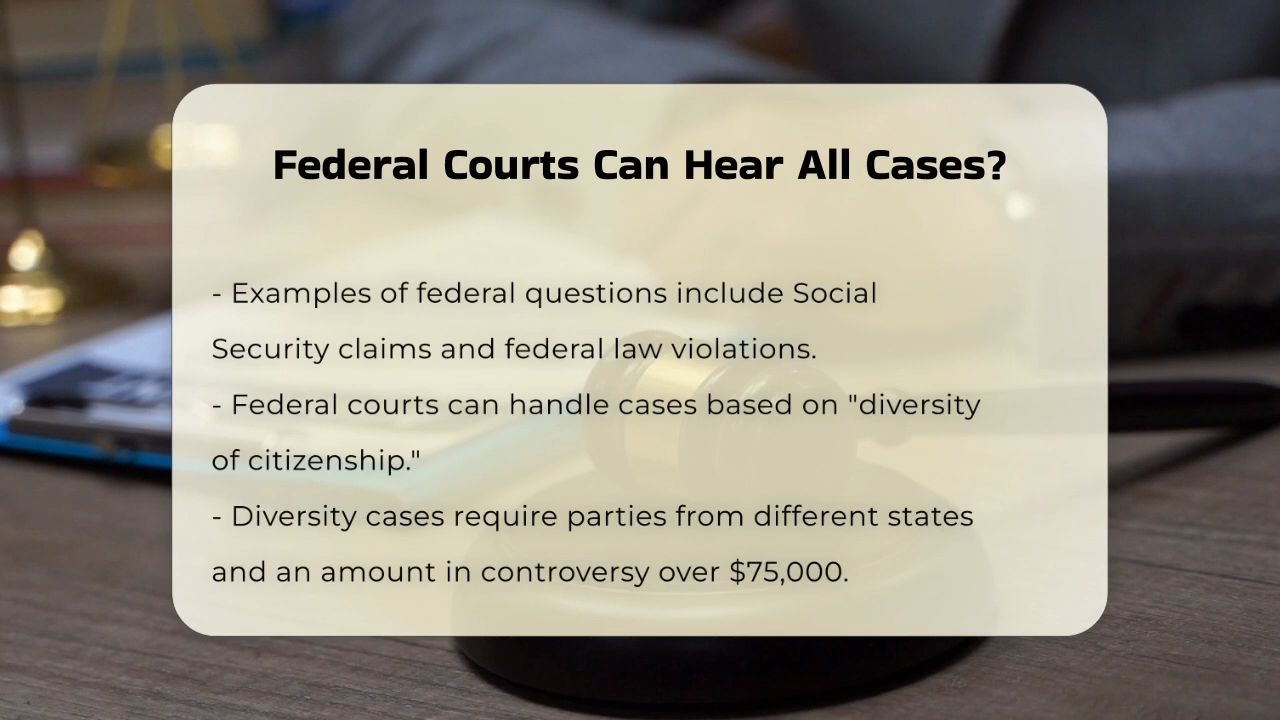 Federal Courts Can Hear All Cases?
- Examples of federal questions include Social
Security claims and federal law violations.
- Federal courts can handle cases based on "diversity
of citizenship."
- Diversity cases require parties from different states
and an amount in controversy over $75,000.